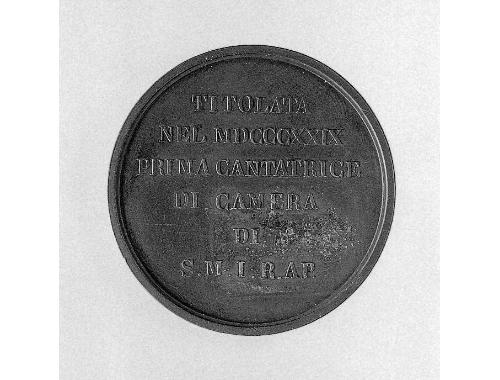 TITOLATA
NEL MDCCCXXIX
PRIMA CANTATRICE
DI CAMERA
DI
S.M.I.R.AP.